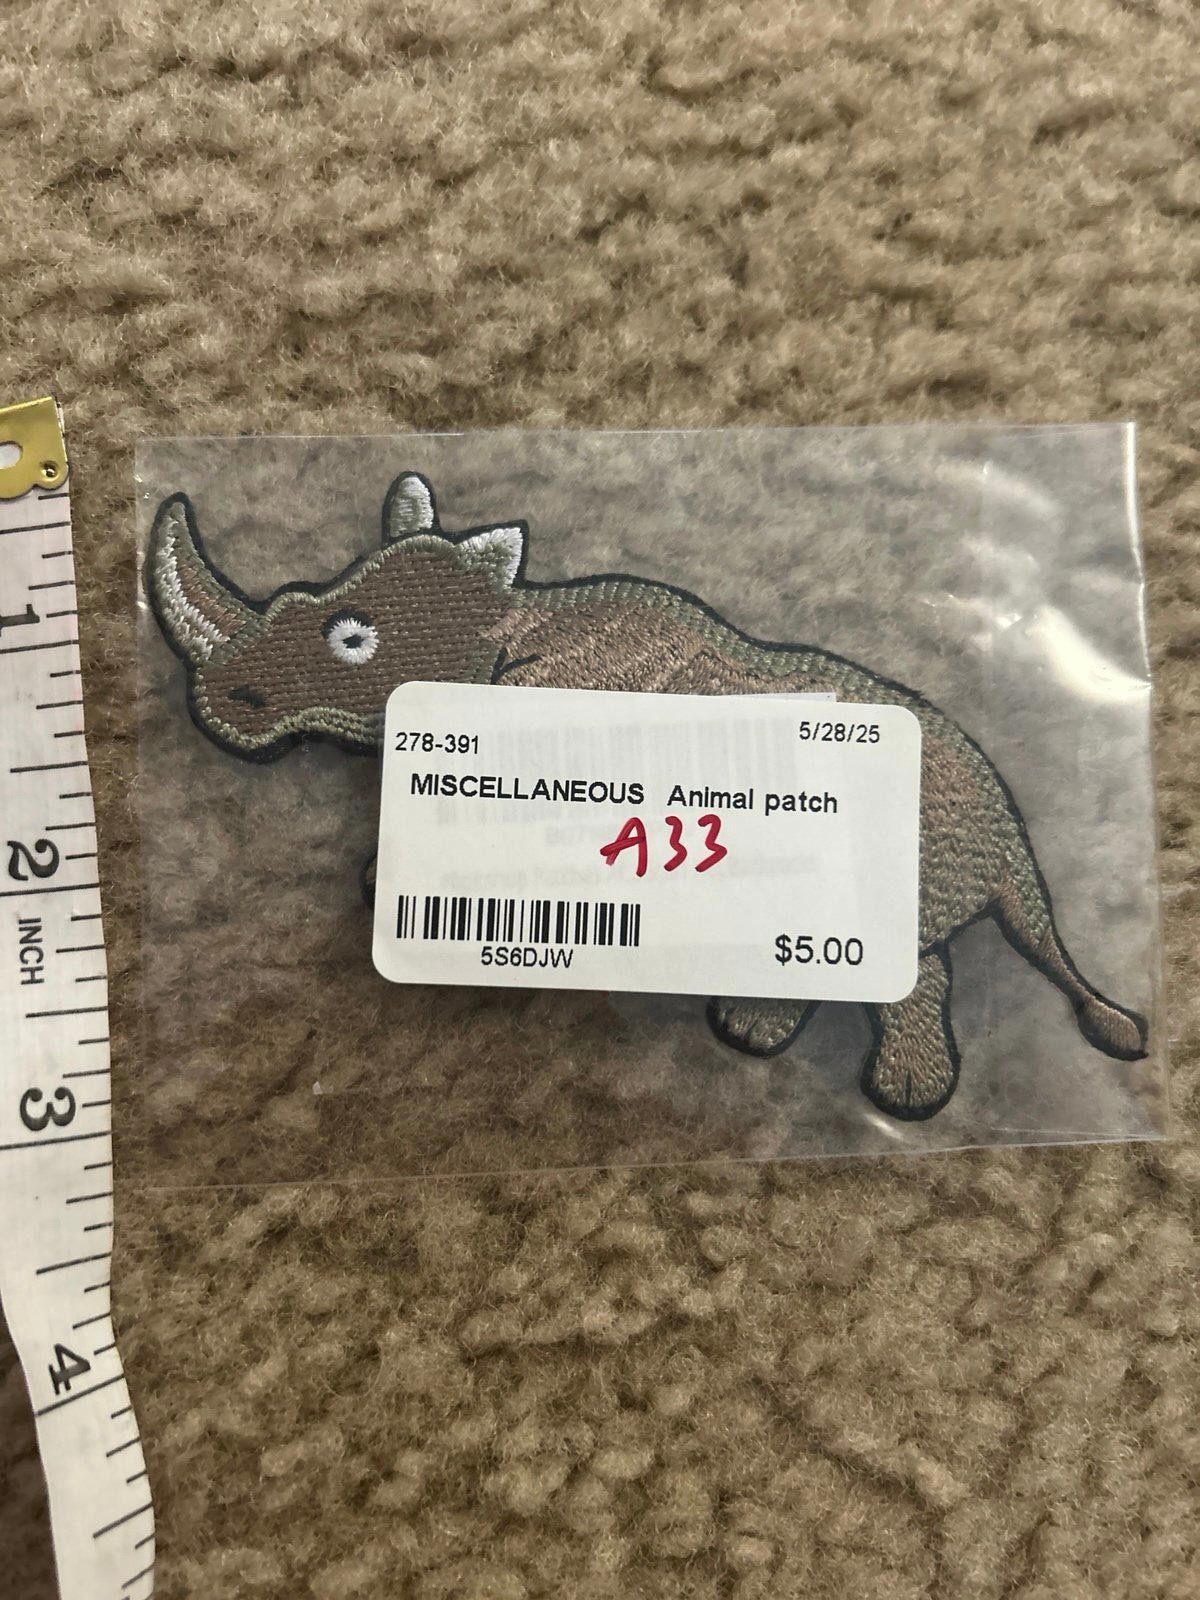 278-391
5/28/25
MISCELLANEOUS Animal patch
A33
5S6DJW
$5.00
1
2
INCH
3
4